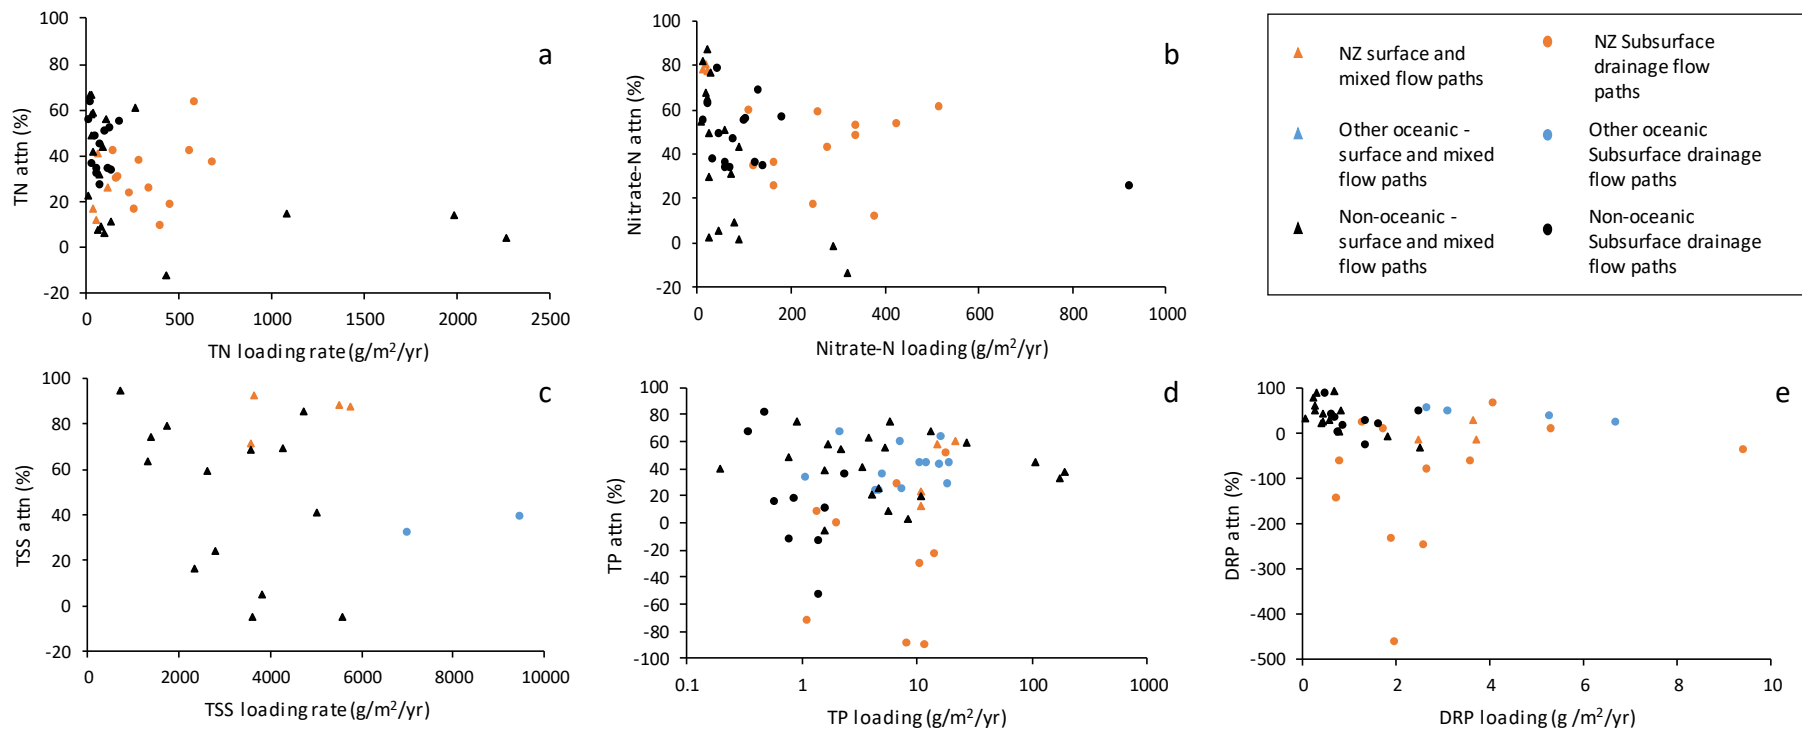 a
TN attn (%)
80
60
40
20
0
-20
0
500
1000
1500
2000
2500
TN loading rate (g/m²/yr)
b
Nitrate-N attn (%)
100
80
60
40
20
0
-20
0
200
400
600
800
1000
Nitrate-N loading (g/m²/yr)
NZ surface and
mixed flow paths
NZ Subsurface
drainage flow
paths
Other oceanic -
surface and mixed
flow paths
Other oceanic
Subsurface drainage
flow paths
Non-oceanic -
surface and mixed
flow paths
Non-oceanic
Subsurface drainage
flow paths
c
TSS attn (%)
100
80
60
40
20
0
-20
0
2000
4000
6000
8000
10000
TSS loading rate (g/m²/yr)
d
TP attn (%)
100
80
60
40
20
0
-20
-40
-60
-80
-100
0.1
1
10
100
1000
TP loading (g/m²/yr)
e
DRP attn (%)
100
0
-100
-200
-300
-400
-500
0
2
4
6
8
10
DRP loading (g /m²/yr)